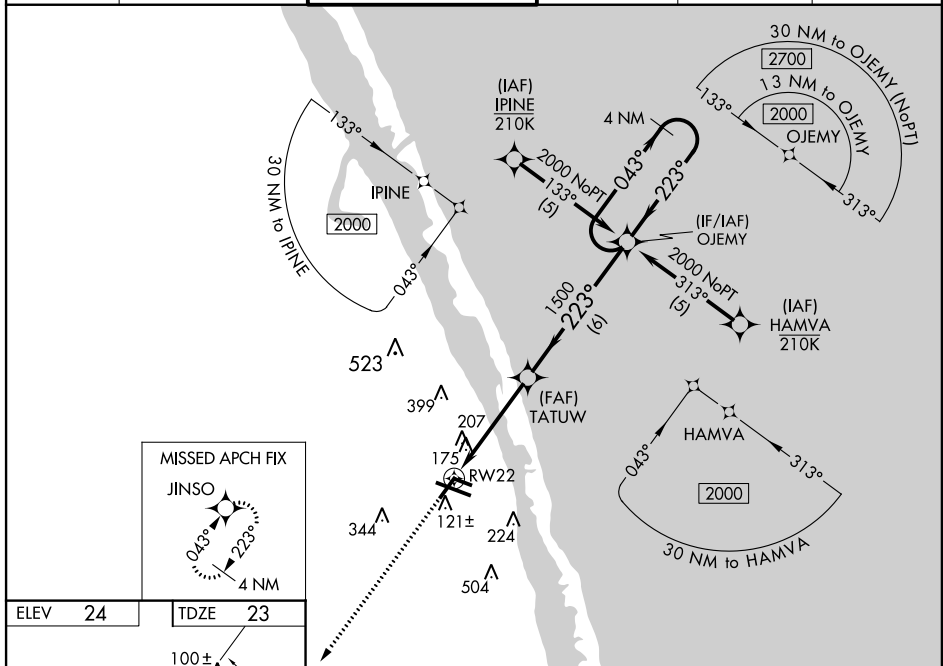 30 NM to OJEMY (NoPT)
2700
13 NM to OJEMY
2000
OJEMY
133°
313°
(IAF)
IPINE
210K
4 NM
043°
223°
2000 NoPT
133°
(5)
(IF/IAF)
OJEMY
2000 NoPT
313°
(5)
(IAF)
HAMVA
210K
133°
IPINE
30 NM to IPINE
2000
043°
1500
223°
(6)
(FAF)
TATUW
523
399
207
175
RW22
344
121±
224
504
HAMVA
043°
313°
2000
30 NM to HAMVA
MISSED APCH FIX
JINSO
043°
223°
4 NM
ELEV 24
TDZE 23
100±